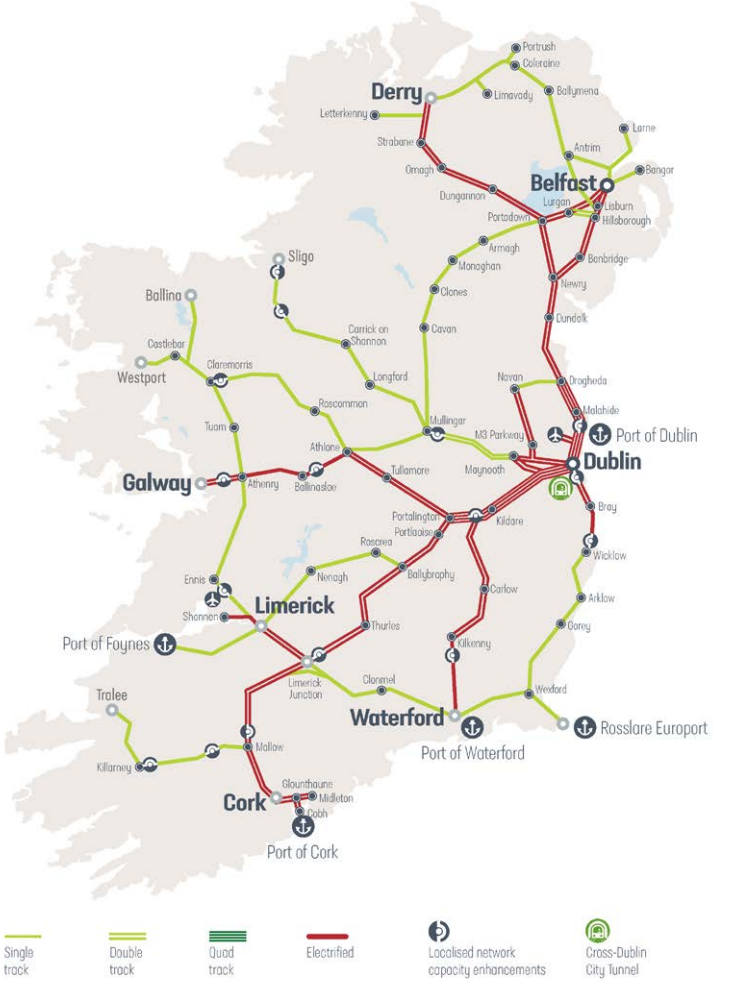 Portrush
Coleraine
Derry
Limavady
Ballymena
Letterkenny
Larne
Strabane
Antrim
Omagh
Bangor
Belfast
Dungannon
Lurgan
Lisburn
Portadown
Hillsborough
Armagh
Sligo
Monaghan
Banbridge
Newry
Ballina
Clones
Carrick on
Shannon
Cavan
Dundalk
Castlebar
Claremorris
Westport
Longford
Navan
Drogheda
Roscommon
Malahide
Tuam
Mullingar
M3 Parkway
Port of Dublin
Athlone
Maynooth
Dublin
Galway
Athenry
Ballinasloe
Tullamore
Bray
Portalington
Kildare
Portlaoise
Roscrea
Wicklow
Ennis
Nenagh
Ballybrophy
Carlow
Arklow
Shannon
Limerick
Thurles
Gorey
Port of Foynes
Kilkenny
Limerick
Junction
Clonmel
Wexford
Tralee
Waterford
Rosslare Europort
Port of Waterford
Killarney
Mallow
Glounthaune
Cork
Midleton
Cobh
Port of Cork
Single
track
Double
track
Quad
track
Electrified
Localised network
capacity enhancements
Cross-Dublin
City Tunnel